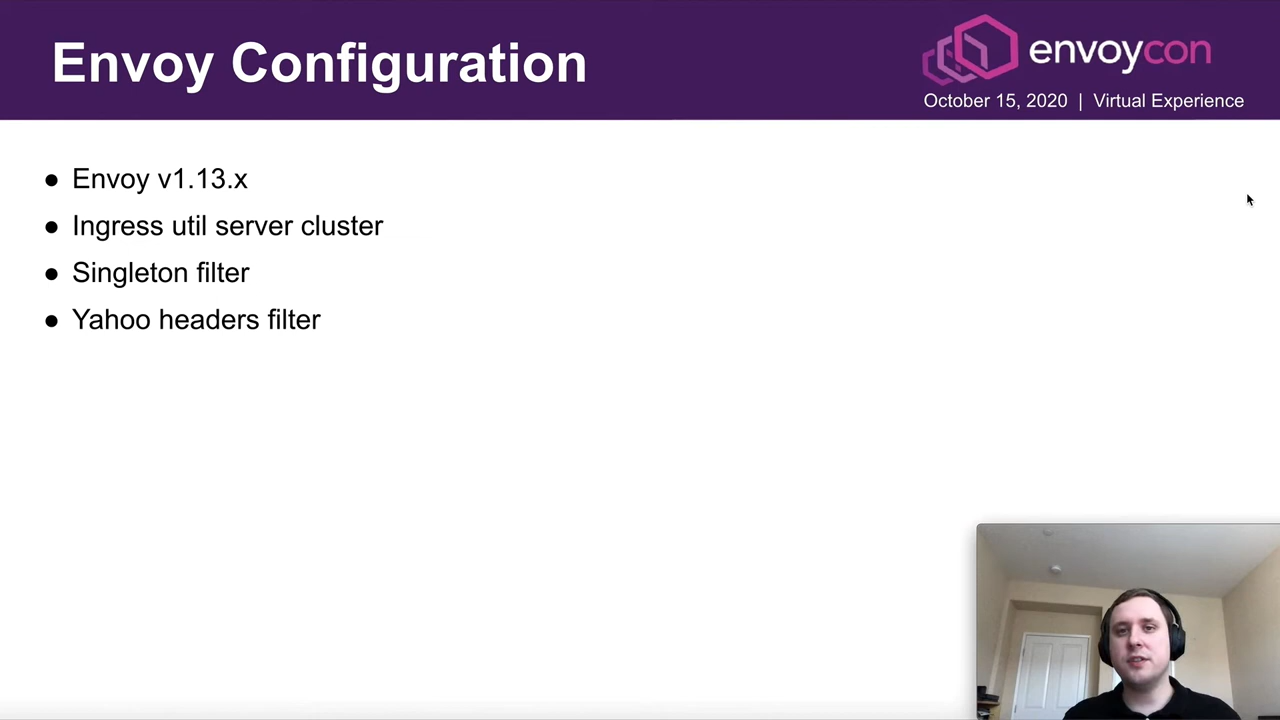 Envoy Configuration
envoycon
October 15, 2020 | Virtual Experience
● Envoy v1.13.x
● Ingress util server cluster
● Singleton filter
● Yahoo headers filter